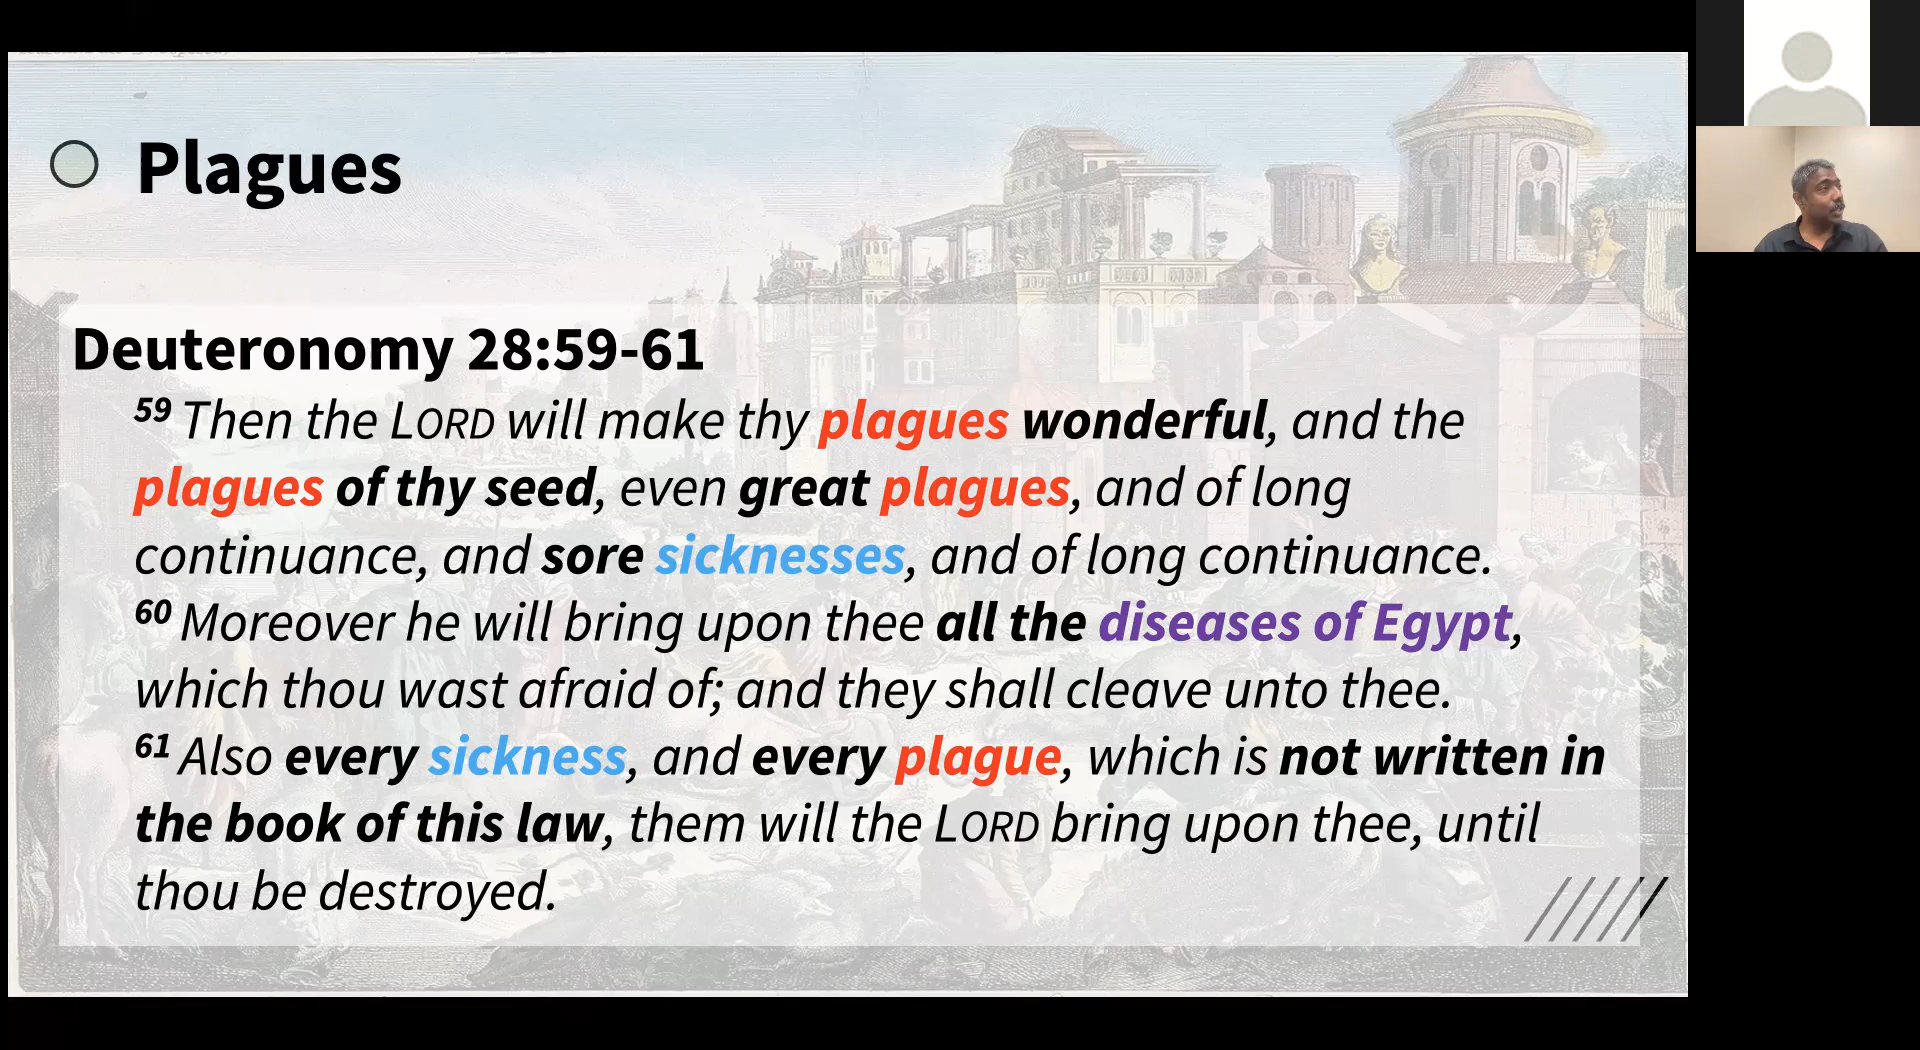 Plagues
Deuteronomy 28:59-61
59 Then the LORD will make thy plagues wonderful, and the
plagues of thy seed, even great plagues, and of long
continuance, and sore sicknesses, and of long continuance.
60 Moreover he will bring upon thee all the diseases of Egypt,
which thou wast afraid of; and they shall cleave unto thee.
61 Also every sickness, and every plague, which is not written in
the book of this law, them will the LORD bring upon thee, until
thou be destroyed.